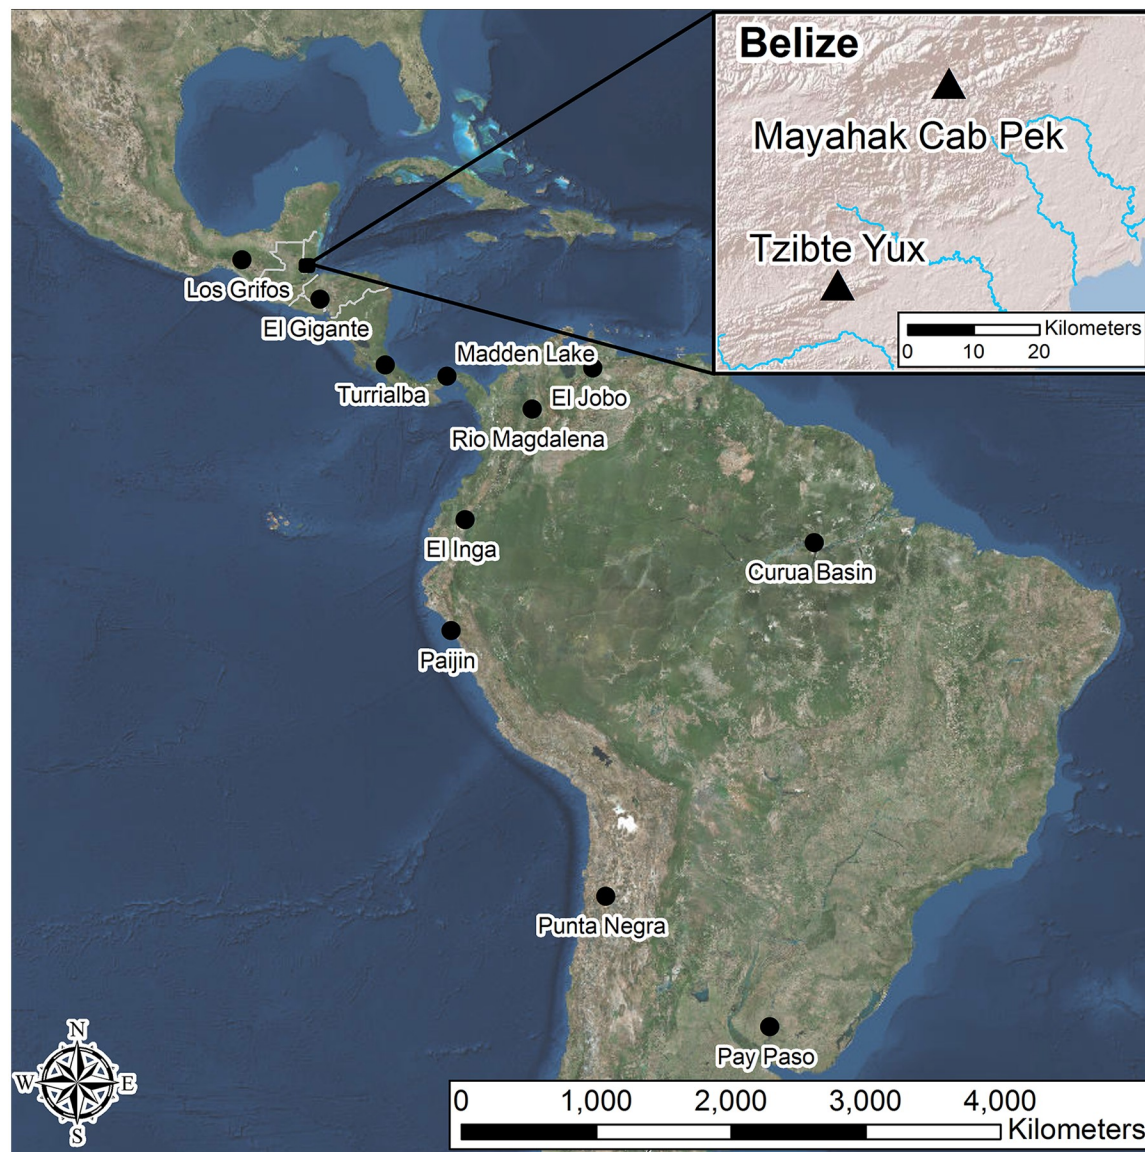 Belize
Mayahak Cab Pek
Tzibte Yux
Kilometers
0 10 20
Los Grifos
El Gigante
Madden Lake
Turrialba
El Jobo
Rio Magdalena
El Inga
Curua Basin
Paijin
Punta Negra
Pay Paso
N
W E
S
0 1,000 2,000 3,000 4,000
Kilometers